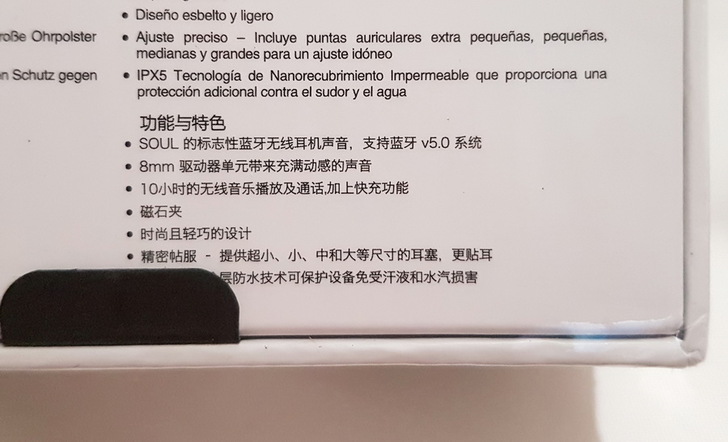 • Diseño esbelto y ligero
roße Ohrpolster
• Ajuste preciso – Incluye puntas auriculares extra pequeñas, pequeñas,
medianas y grandes para un ajuste idóneo
n Schutz gegen
• IPX5 Tecnología de Nanorecubrimiento Impermeable que proporciona una
protección adicional contra el sudor y el agua
功能与特色
• SOUL 的标志性蓝牙无线耳机声音，支持蓝牙 v5.0 系统
• 8mm 驱动器单元带来充满动感的声音
• 10小时的无线音乐播放及通话,加上快充功能
• 磁石夹
• 时尚且轻巧的设计
• 精密帖服 - 提供超小、小、中和大等尺寸的耳塞，更贴耳
层防水技术可保护设备免受汗液和水汽损害